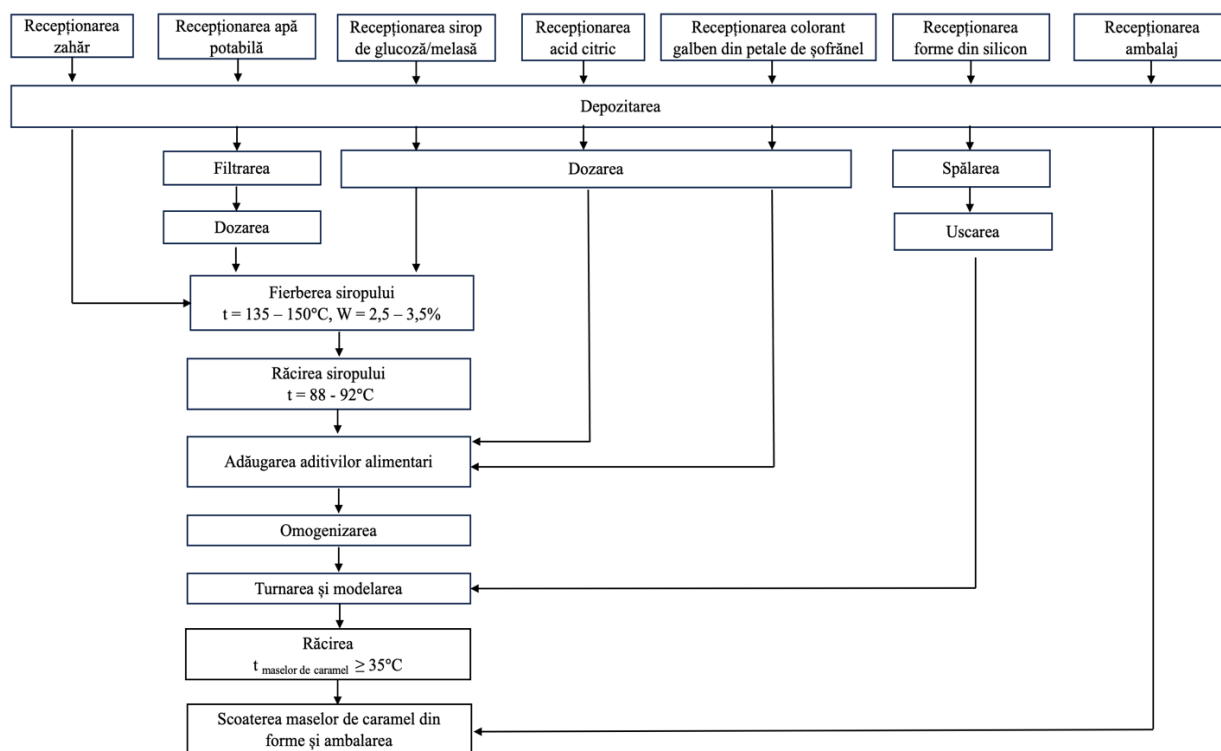 Recepționarea
zahăr
Recepționarea apă
potabilă
Recepționarea sirop
de glucoză/melasă
Recepționarea
acid citric
Recepționarea colorant
galben din petale de șofrănel
Recepționarea
forme din silicon
Recepționarea
ambalaj
Depozitarea
Filtrarea
Dozarea
Spălarea
Dozarea
Uscarea
Fierberea siropului
t = 135 – 150°C, W = 2,5 – 3,5%
Răcirea siropului
t = 88 - 92°C
Adăugarea aditivilor alimentari
Omogenizarea
Turnarea și modelarea
Răcirea
t maselor de caramel ≥ 35°C
Scoaterea maselor de caramel din
forme și ambalarea